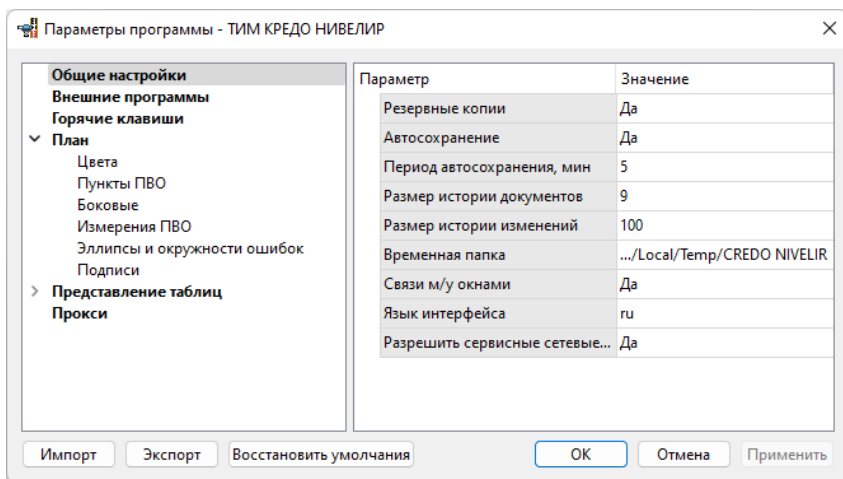 Параметры программы - ТИМ КРЕДО НИВЕЛИР
Общие настройки
Внешние программы
Горячие клавиши
План
Цвета
Пункты ПВО
Боковые
Измерения ПВО
Эллипсы и окружности ошибок
Подписи
Представление таблиц
Прокси
Параметр Значение
Резервные копии Да
Автосохранение Да
Период автосохранения, мин 5
Размер истории документов 9
Размер истории изменений 100
Временная папка .../Local/Temp/CREDO NIVELIR
Связи м/у окнами Да
Язык интерфейса ru
Разрешить сервисные сетевые... Да
Импорт Экспорт Восстановить умолчания ОК Отмена Применить